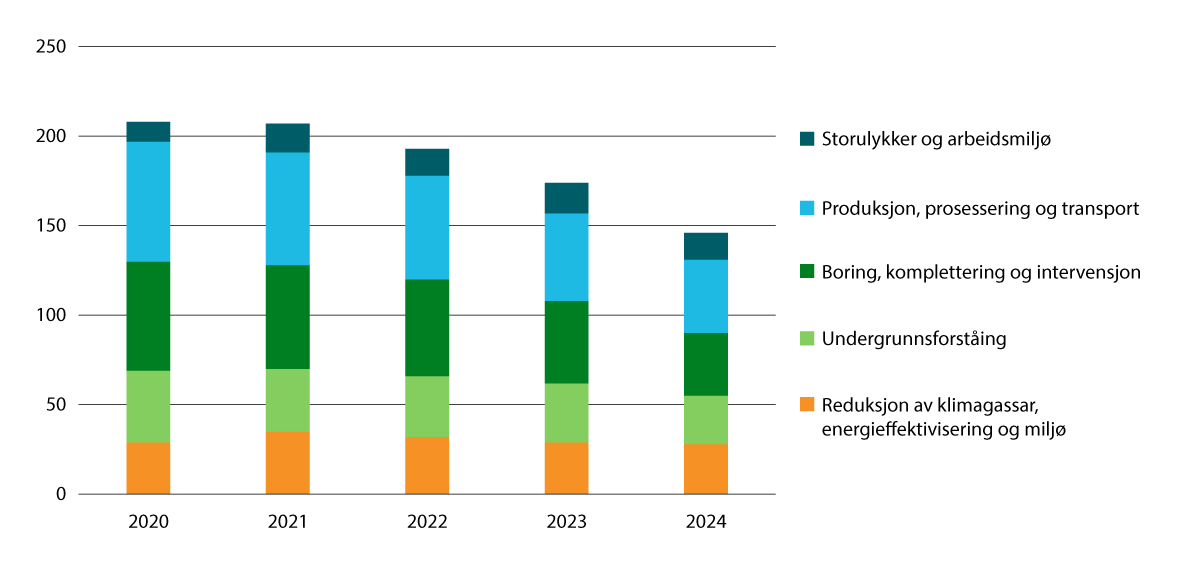 250
200
150
100
50
0
2020
2021
2022
2023
2024
Storulykker og arbeidsmiljø
Produksjon, prosessering og transport
Boring, komplettering og intervensjon
Undergrunnsforståing
Reduksjon av klimagassar,
energieffektivisering og miljø